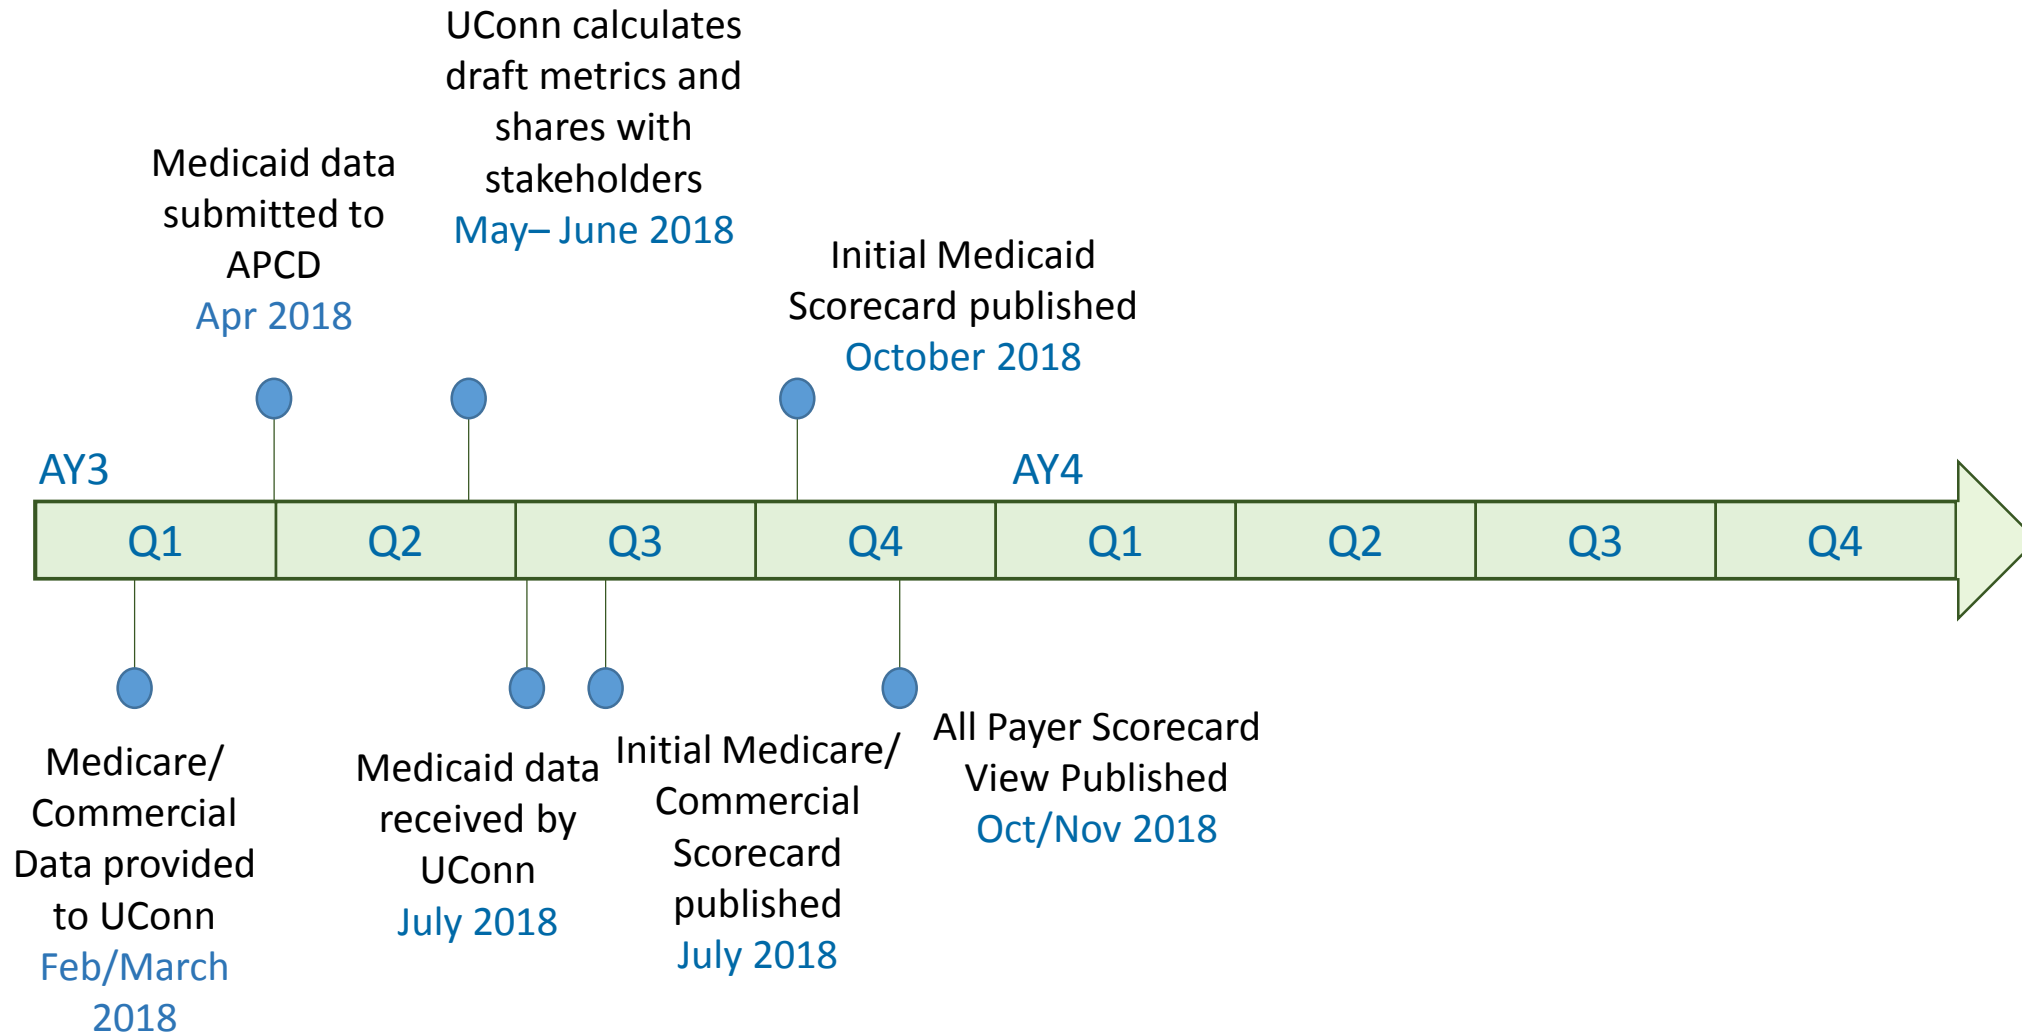 UConn calculates
draft metrics and
shares with
stakeholders
May– June 2018
Medicaid data
submitted to
APCD
Apr 2018
Initial Medicaid
Scorecard published
October 2018
AY3
AY4
Q1
Q2
Q3
Q4
Q1
Q2
Q3
Q4
Medicare/
Commercial
Data provided
to UConn
Feb/March
2018
Medicaid data
received by
UConn
July 2018
Initial Medicare/
Commercial
Scorecard
published
July 2018
All Payer Scorecard
View Published
Oct/Nov 2018